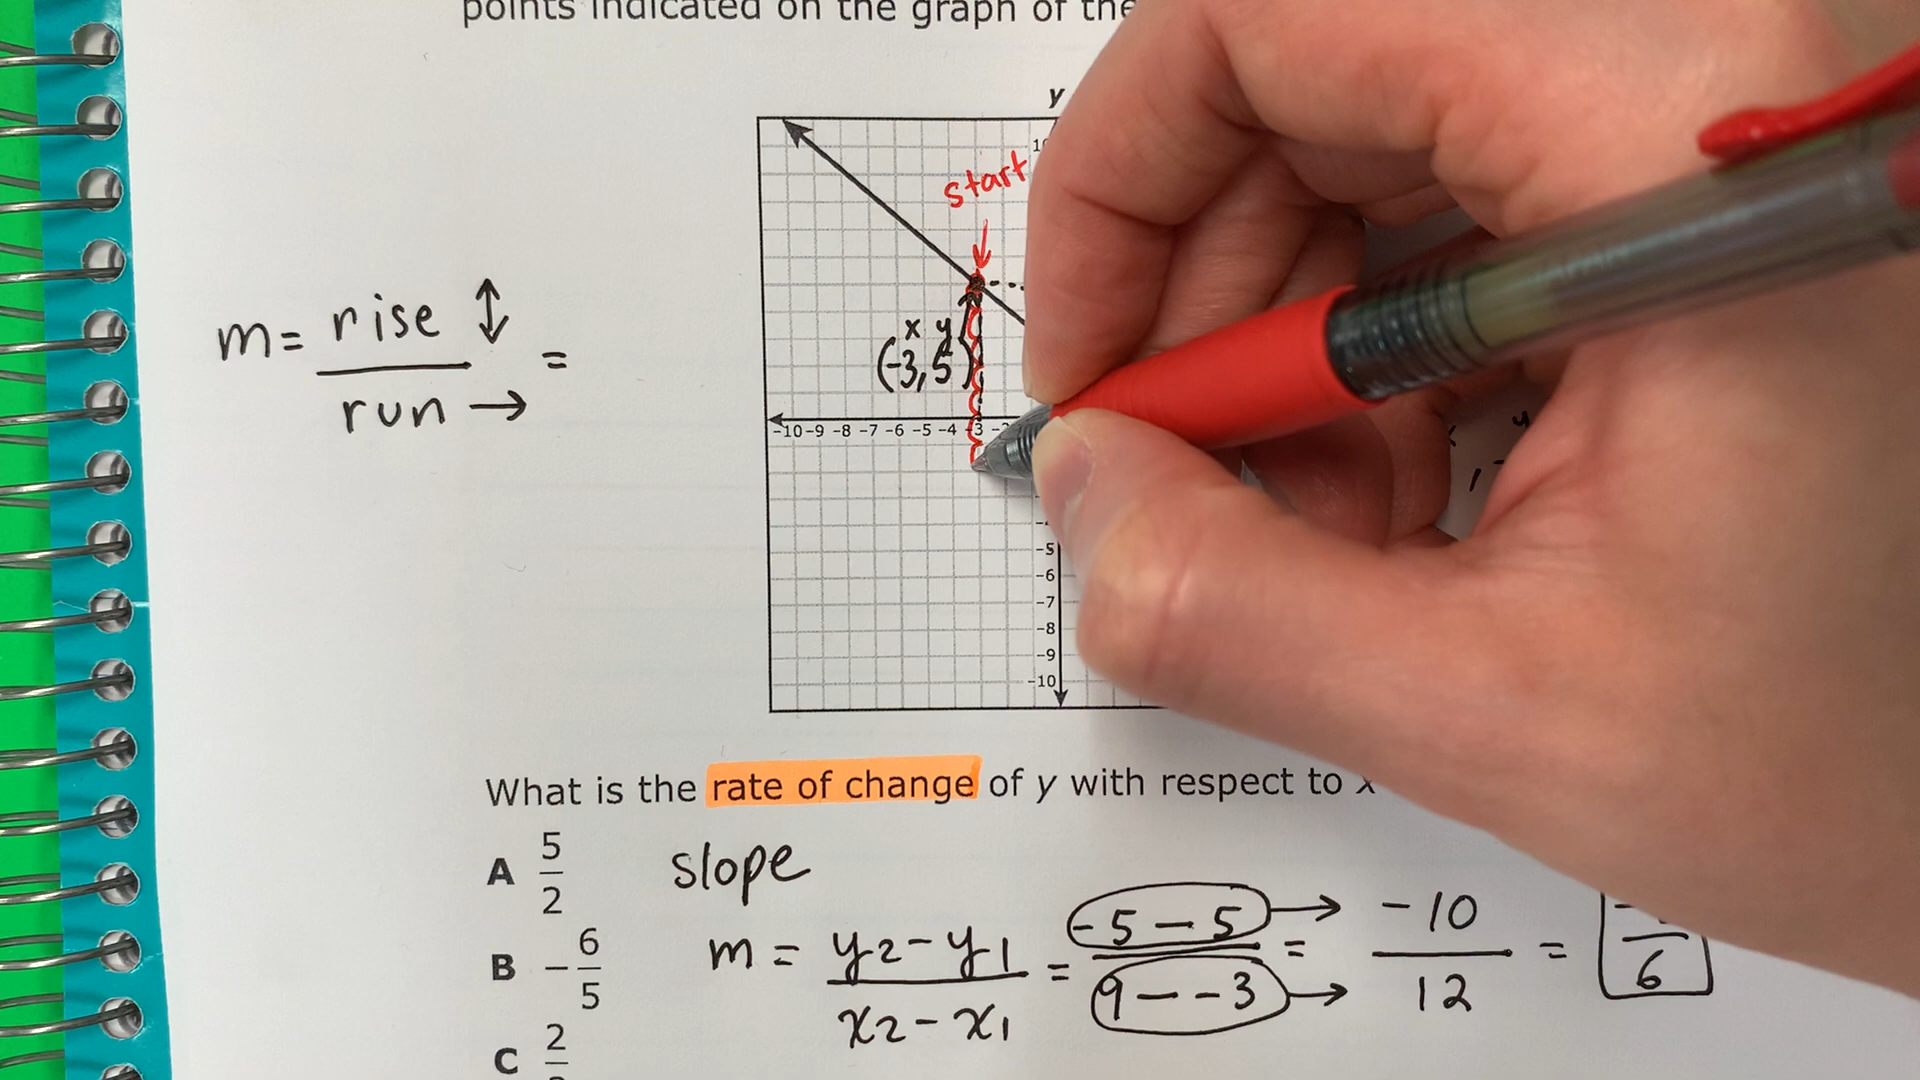 points indicated on the graph of the
y
start
m= rise
run =
x y
(-3, 5)
-10 -9 -8 -7 -6 -5 -4 -3
-5
-6
-7
-8
-9
-10
What is the rate of change of y with respect to x
A 5/2
slope
B -6/5
m = y2-y1 / x2-x1 = -5-5 / 9--3 = -10 / 12 =
6
C 2